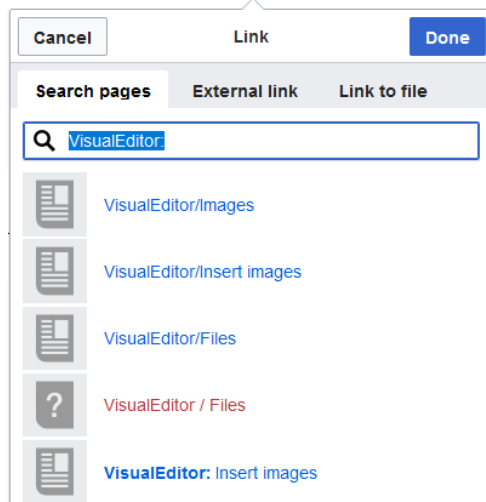 Cancel Link Done
Search pages External link Link to file
VisualEditor:
VisualEditor/Images
VisualEditor/Insert images
VisualEditor/Files
? VisualEditor / Files
VisualEditor: Insert images